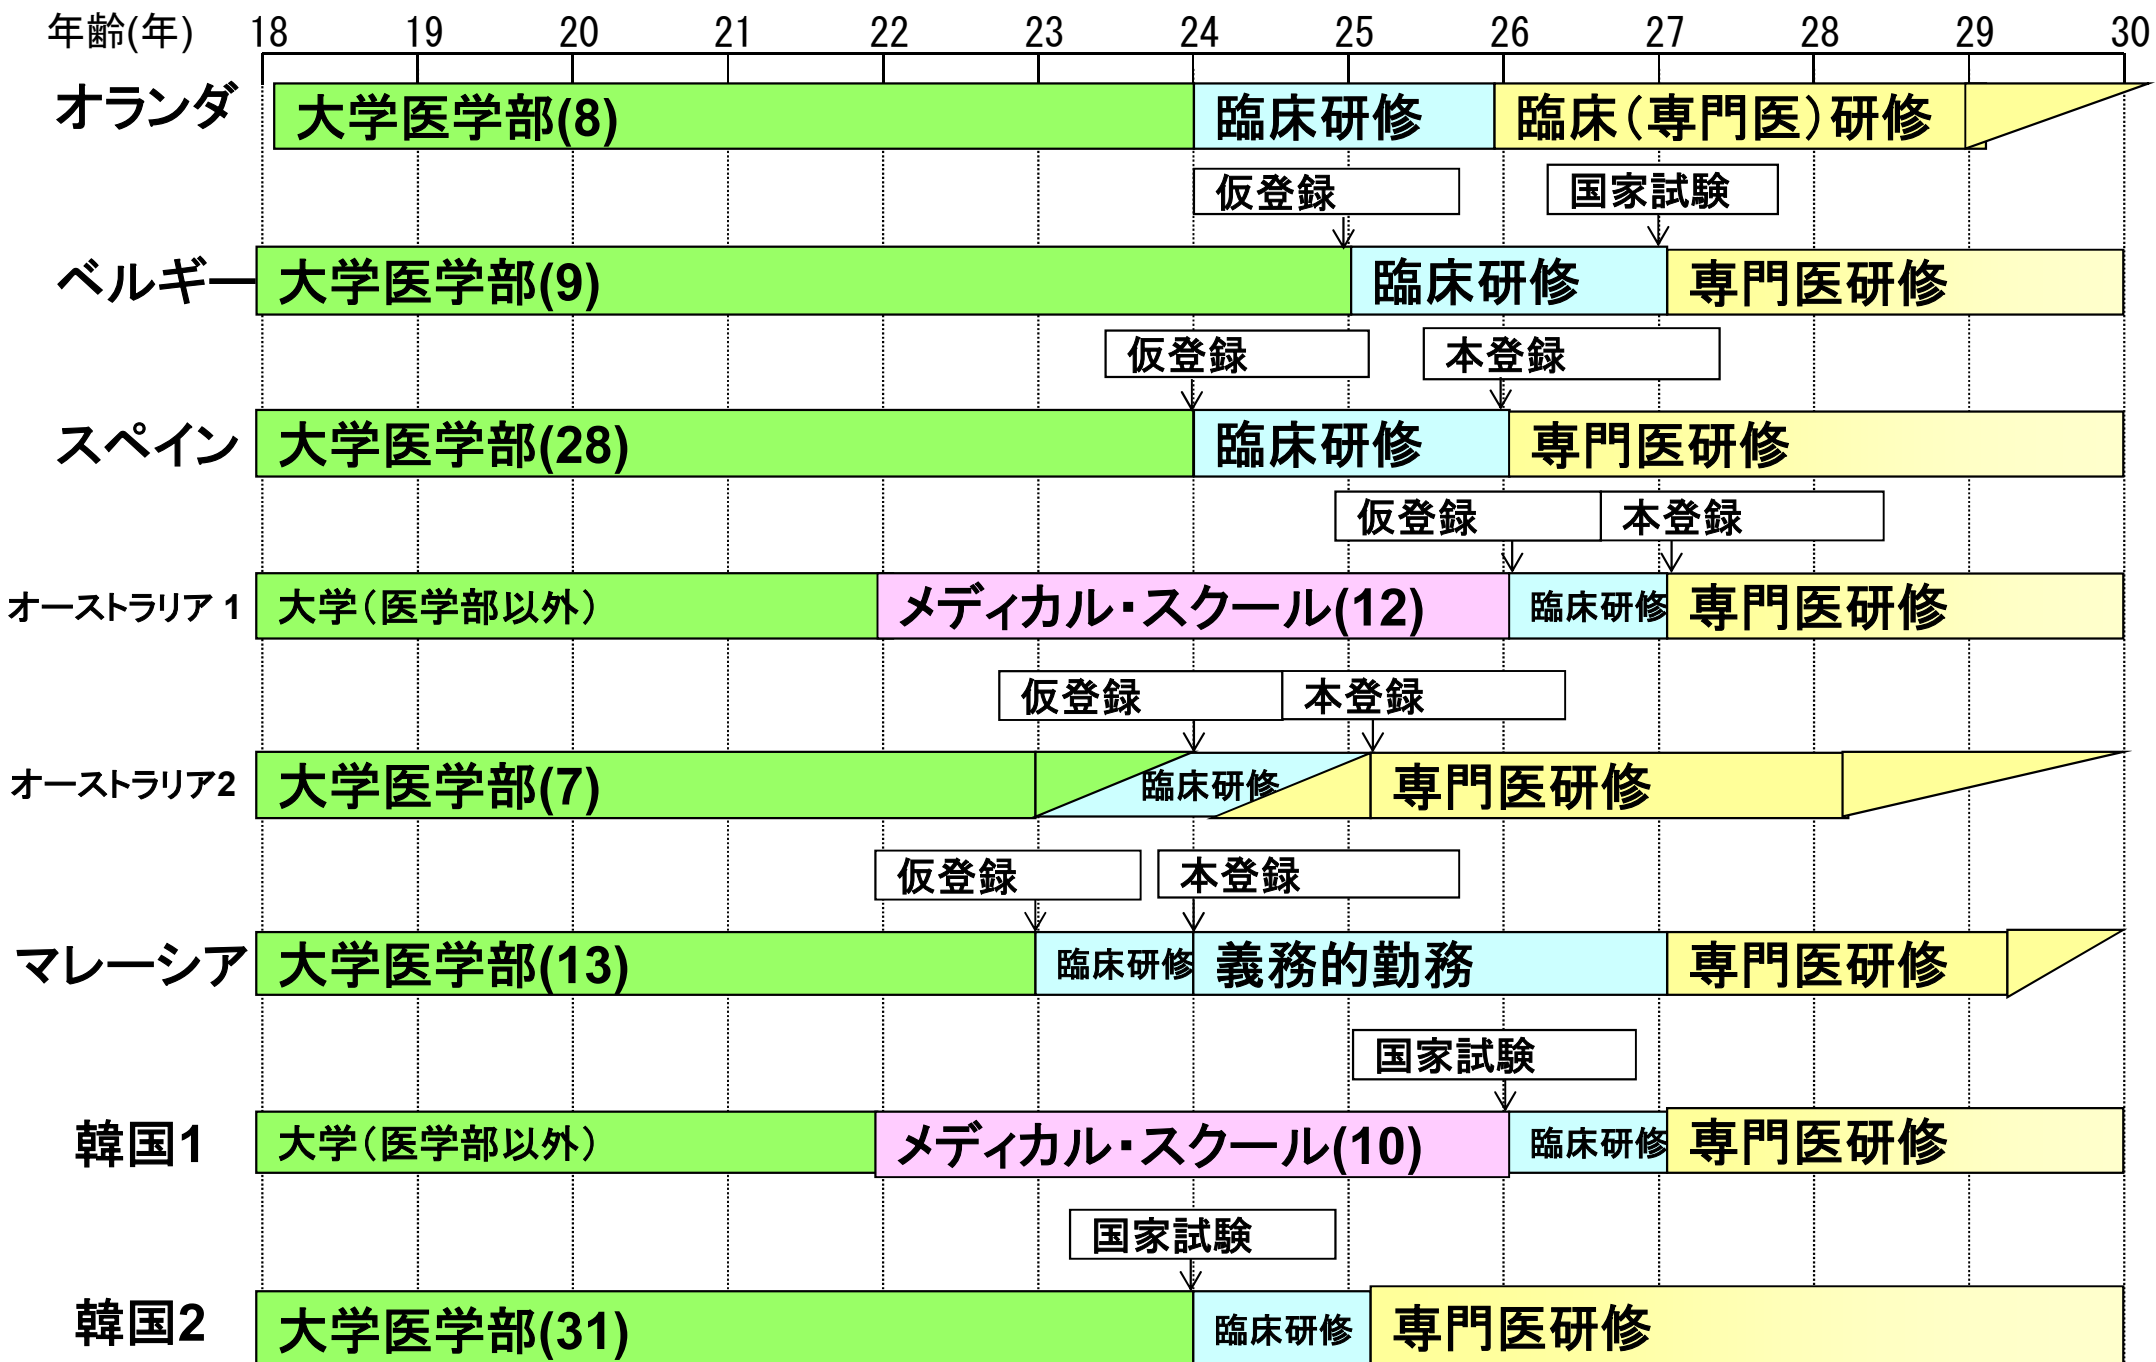 年齢(年) 18 19 20 21 22 23 24 25 26 27 28 29 30
オランダ 大学医学部(8) 臨床研修 臨床（専門医）研修
仮登録 国家試験
ベルギー 大学医学部(9) 臨床研修 専門医研修
仮登録 本登録
スペイン 大学医学部(28) 臨床研修 専門医研修
仮登録 本登録
オーストラリア 1 大学（医学部以外） メディカル・スクール(12) 臨床研修 専門医研修
仮登録 本登録
オーストラリア2 大学医学部(7) 臨床研修 専門医研修
仮登録 本登録
マレーシア 大学医学部(13) 臨床研修 義務的勤務 専門医研修
国家試験
韓国1 大学（医学部以外） メディカル・スクール(10) 臨床研修 専門医研修
国家試験
韓国2 大学医学部(31) 臨床研修 専門医研修